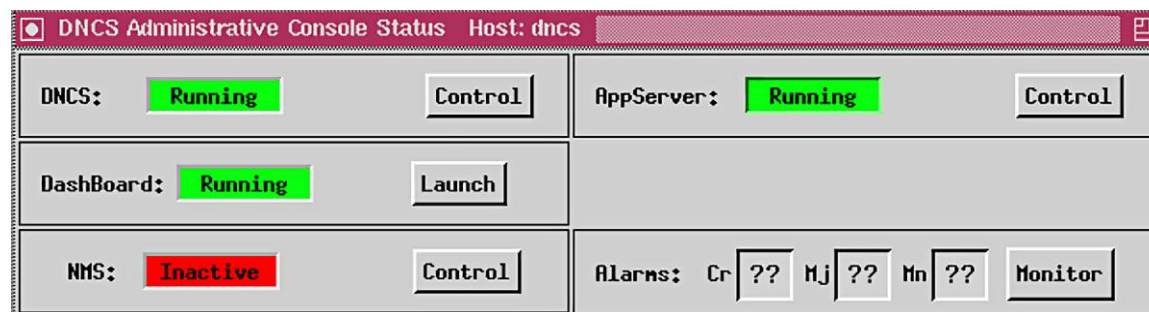 DNCS Administrative Console Status Host: dncs
DNCS: Running Control AppServer: Running Control
DashBoard: Running Launch
NMS: Inactive Control Alarms: Cr ?? Mj ?? Mn ?? Monitor